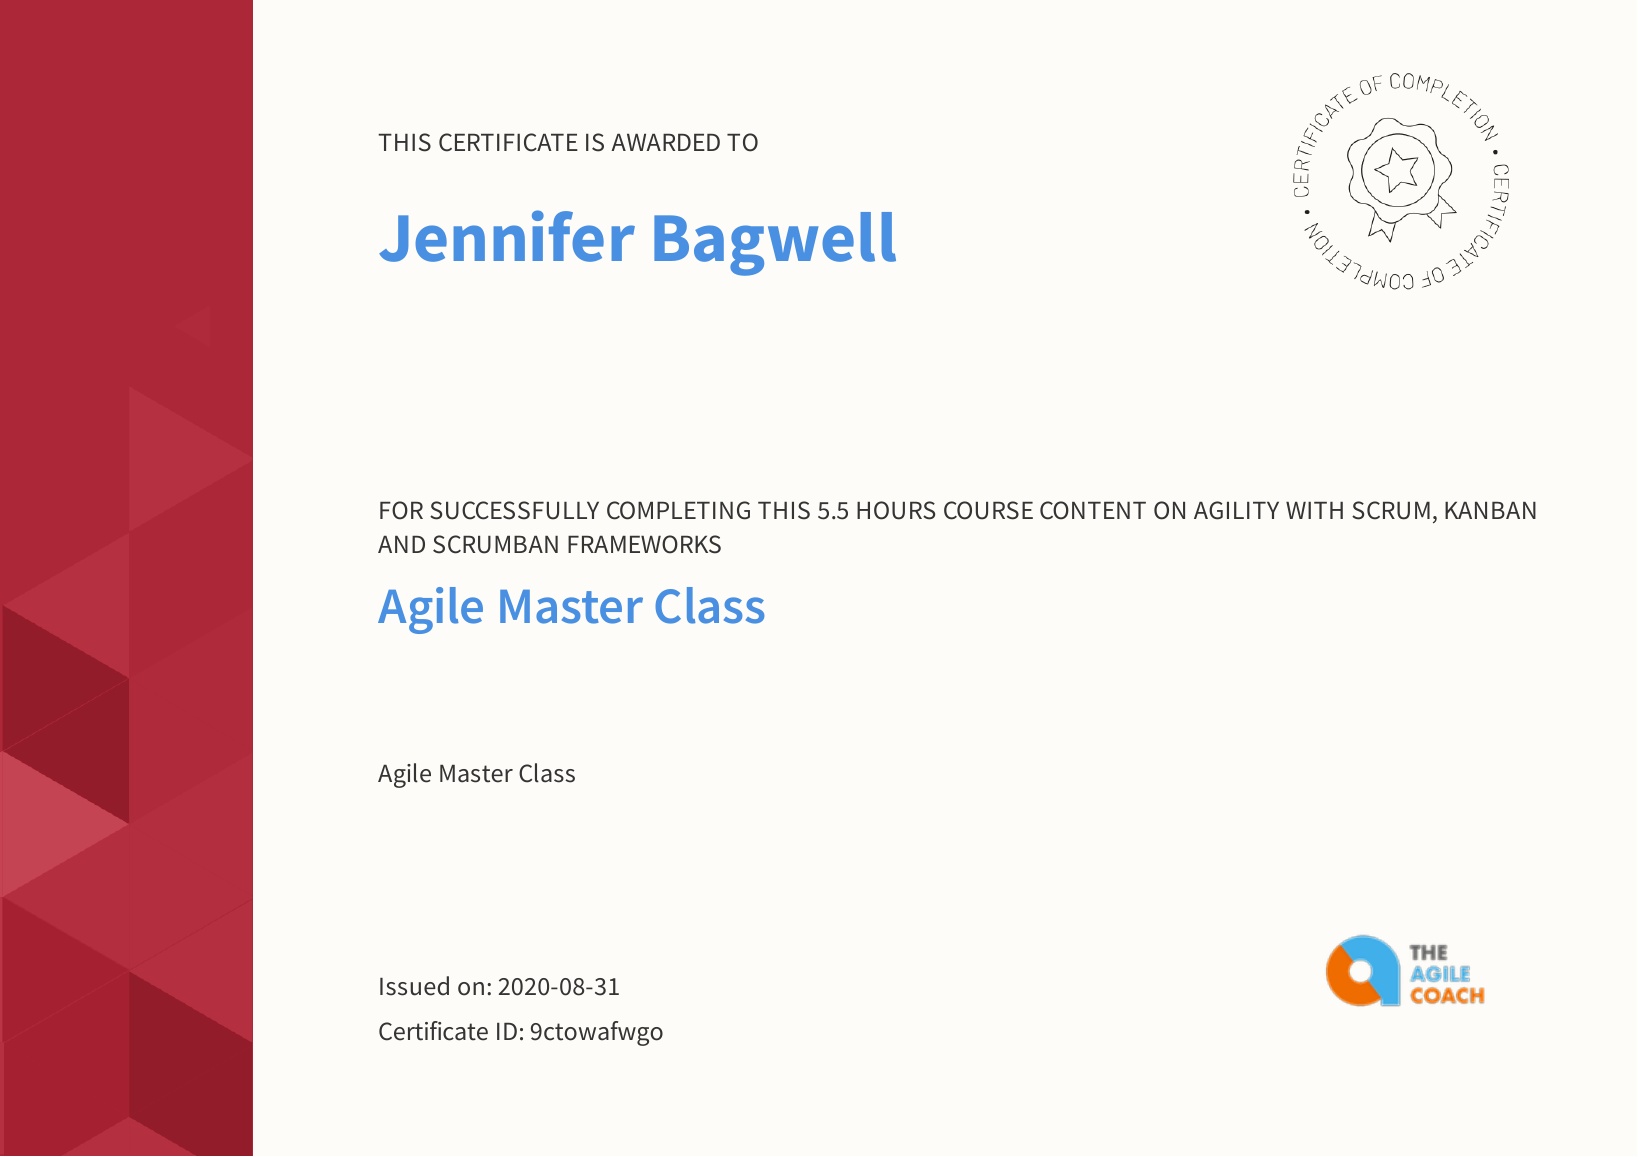 THIS CERTIFICATE IS AWARDED TO
CERTIFICATE OF COMPLETION • CERTIFICATE OF COMPLETION •
Jennifer Bagwell
FOR SUCCESSFULLY COMPLETING THIS 5.5 HOURS COURSE CONTENT ON AGILITY WITH SCRUM, KANBAN
AND SCRUMBAN FRAMEWORKS
Agile Master Class
Agile Master Class
Issued on: 2020-08-31
Certificate ID: 9ctowafwgo
THE
AGILE
COACH